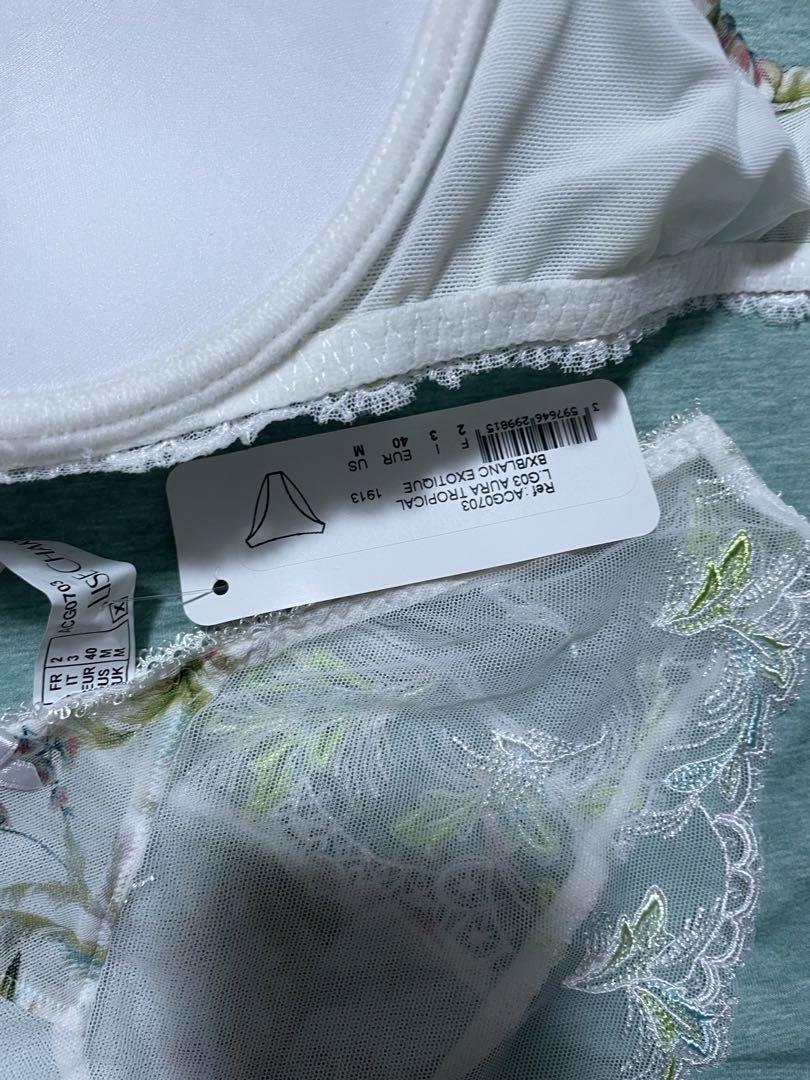 Ref : ACG0703
LG03 AURA TROPICAL
BX/BLANC EXOTIQUE 1913
3 597646 299815
F I EUR US
2 3 40 M
ACG0703
FR 2
IT 3
EUR 40
US M
UK M